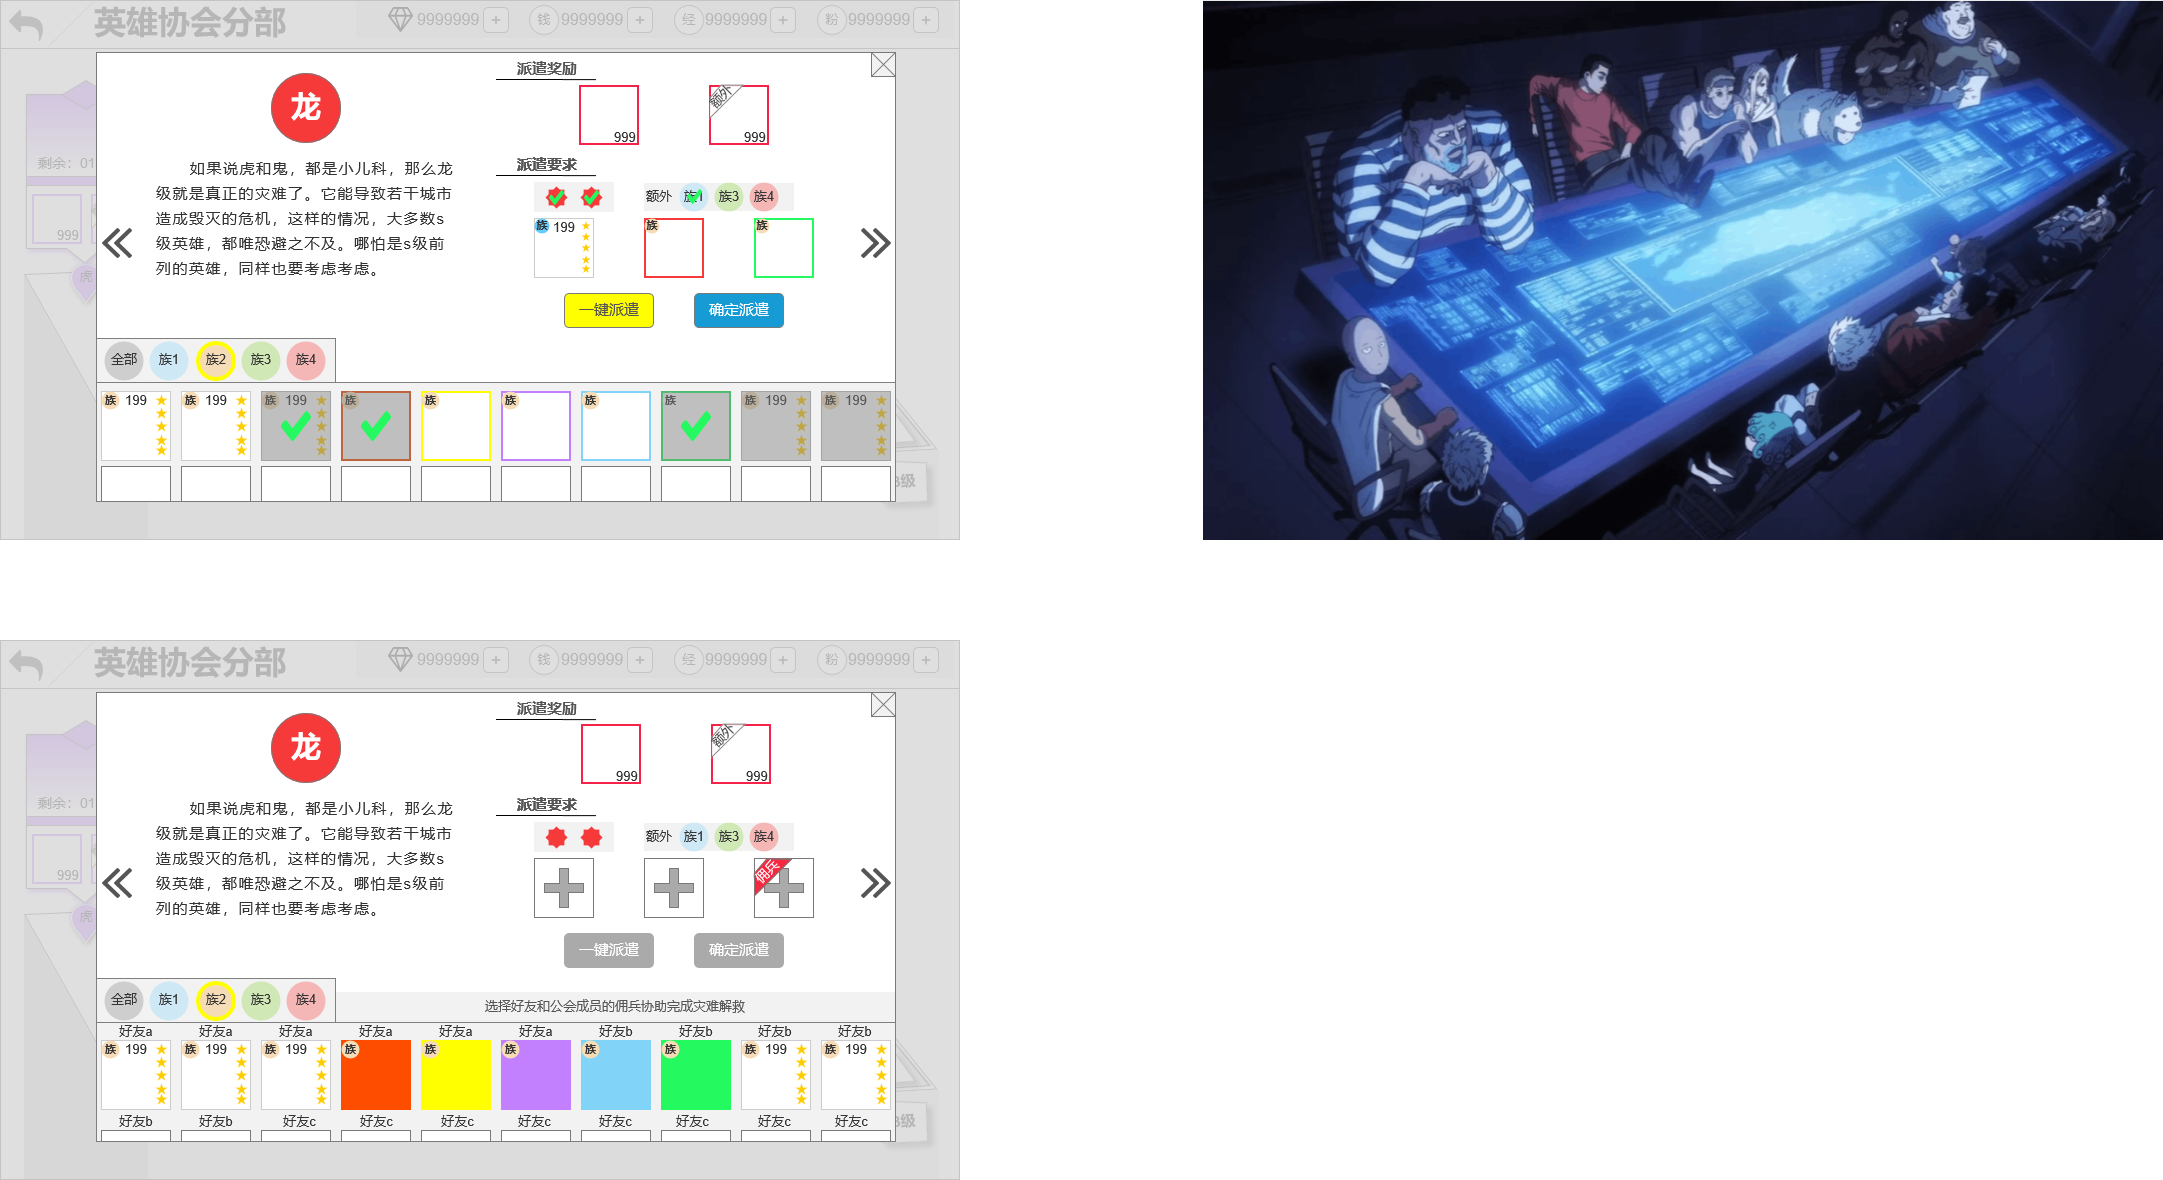 英雄协会分部
9999999 +
钱 9999999 +
经 9999999 +
粉 9999999 +
剩余：01
999
虎
龙
如果说虎和鬼，都是小儿科，那么龙
级就是真正的灾难了。它能导致若干城市
造成毁灭的危机，这样的情况，大多数s
级英雄，都唯恐避之不及。哪怕是s级前
列的英雄，同样也要考虑考虑。
派遣奖励
999
额外
999
派遣要求
额外 族1 族3 族4
族 199
族
族
一键派遣
确定派遣
全部 族1 族2 族3 族4
族 199
族 199
族 199
族
族
族
族
族
族 199
族 199
B级
英雄协会分部
9999999 +
钱 9999999 +
经 9999999 +
粉 9999999 +
剩余：01
999
虎
龙
如果说虎和鬼，都是小儿科，那么龙
级就是真正的灾难了。它能导致若干城市
造成毁灭的危机，这样的情况，大多数s
级英雄，都唯恐避之不及。哪怕是s级前
列的英雄，同样也要考虑考虑。
派遣奖励
999
额外
999
派遣要求
额外 族1 族3 族4
佣兵
一键派遣
确定派遣
全部 族1 族2 族3 族4
选择好友和公会成员的佣兵协助完成灾难解救
好友a 好友a 好友a 好友a 好友a 好友a 好友b 好友b 好友b 好友b
族 199
族 199
族 199
族
族
族
族
族
族 199
族 199
好友b 好友b 好友c 好友c 好友c 好友c 好友c 好友c 好友c 好友c
B级